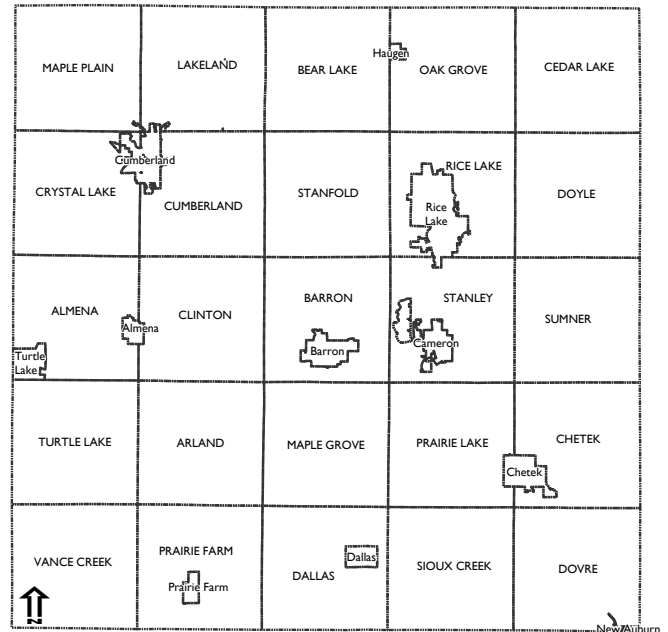 MAPLE PLAIN
LAKELAND
BEAR LAKE
Haugen
OAK GROVE
CEDAR LAKE
Cumberland
CRYSTAL LAKE
CUMBERLAND
STANFOLD
RICE LAKE
Rice
Lake
DOYLE
ALMENA
Almena
CLINTON
BARRON
Barron
STANLEY
Cameron
SUMNER
Turtle
Lake
TURTLE LAKE
ARLAND
MAPLE GROVE
PRAIRIE LAKE
CHETEK
Chetek
VANCE CREEK
PRAIRIE FARM
Prairie Farm
DALLAS
Dallas
SIOUX CREEK
DOVRE
N
New Auburn